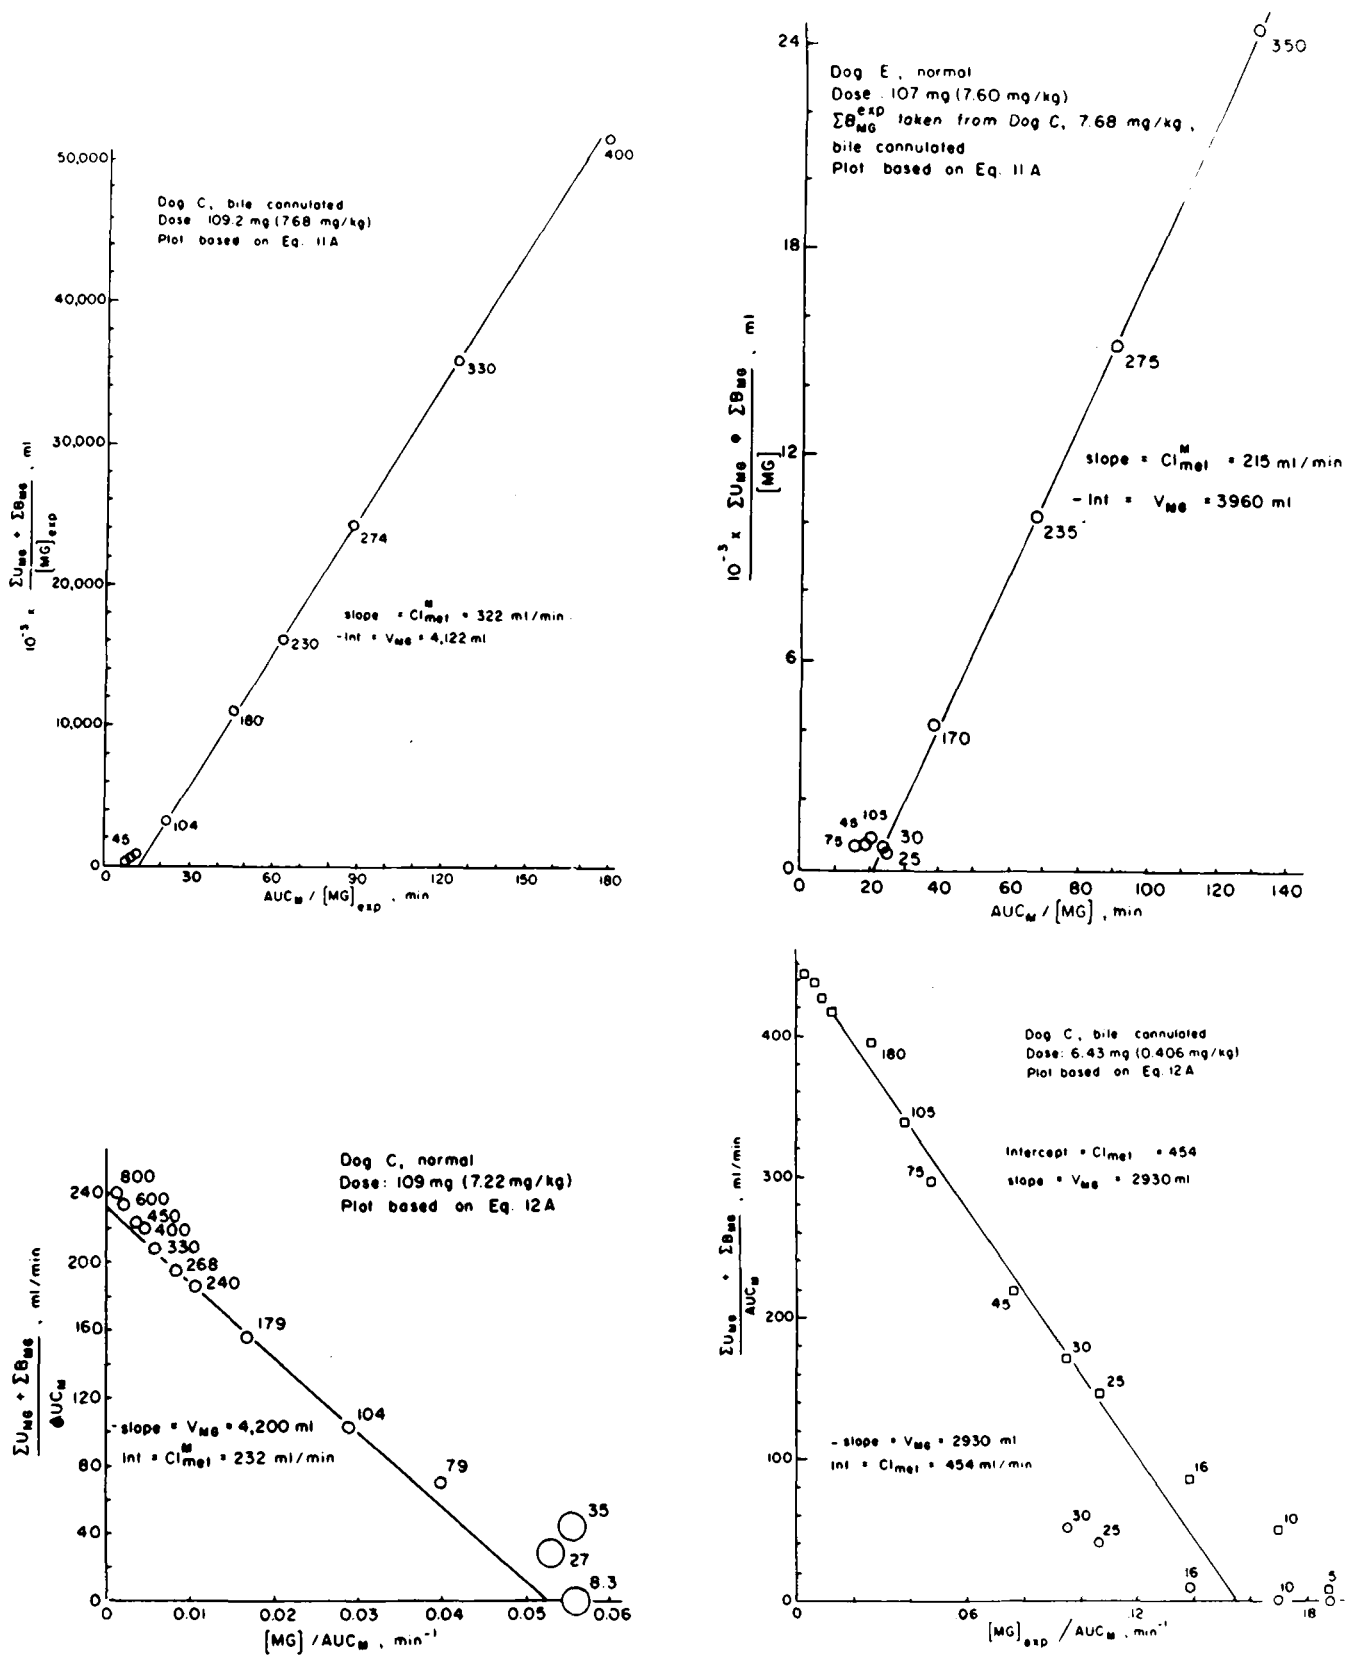 50,000
40,000
30,000
20,000
10,000
0
10⁻³ x (ΣU_MG + ΣB_MG) / [MG]_exp , ml
Dog C, bile cannulated
Dose 109.2 mg (768 mg/kg)
Plot based on Eq. 11A
400
330
274
230
180
104
45
slope = Cl^M_met = 322 ml/min.
-Int = V_MG = 4,122 ml
0 30 60 90 120 150 180
AUC_M / [MG]_exp , min
24
18
12
6
0
10⁻³ x (ΣU_MG + ΣB_MG) / [MG] , ml
Dog E, normal
Dose 107 mg (7.60 mg/kg)
ΣB^exp_MG taken from Dog C, 7.68 mg/kg,
bile cannulated
Plot based on Eq. 11A
350
275
235
170
105
45
75
30
25
slope = Cl^M_met = 215 ml/min
- Int = V_MG = 3960 ml
0 20 40 60 80 100 120 140
AUC_M / [MG] , min
240
200
160
120
80
40
0
(ΣU_MG + ΣB_MG) / AUC_M , ml/min
Dog C, normal
Dose: 109 mg (7.22 mg/kg)
Plot based on Eq. 12A
800
600
450
400
330
268
240
179
104
79
35
27
8.3
- slope = V_MG = 4,200 ml
Int = Cl^M_met = 232 ml/min
0 0.01 0.02 0.03 0.04 0.05 0.06
[MG] / AUC_M , min⁻¹
400
300
200
100
0
(ΣU_MG + ΣB_MG) / AUC_M , ml/min
Dog C, bile cannulated
Dose: 6.43 mg (0.406 mg/kg)
Plot based on Eq. 12A
Intercept = Cl_met = 454
slope = V_MG = 2930 ml
180
105
75
45
30
25
16
10
5
- slope = V_MG = 2930 ml
Int = Cl_met = 454 ml/min
30
25
16
10
0 06 12 18
[MG]_exp / AUC_M , min⁻¹